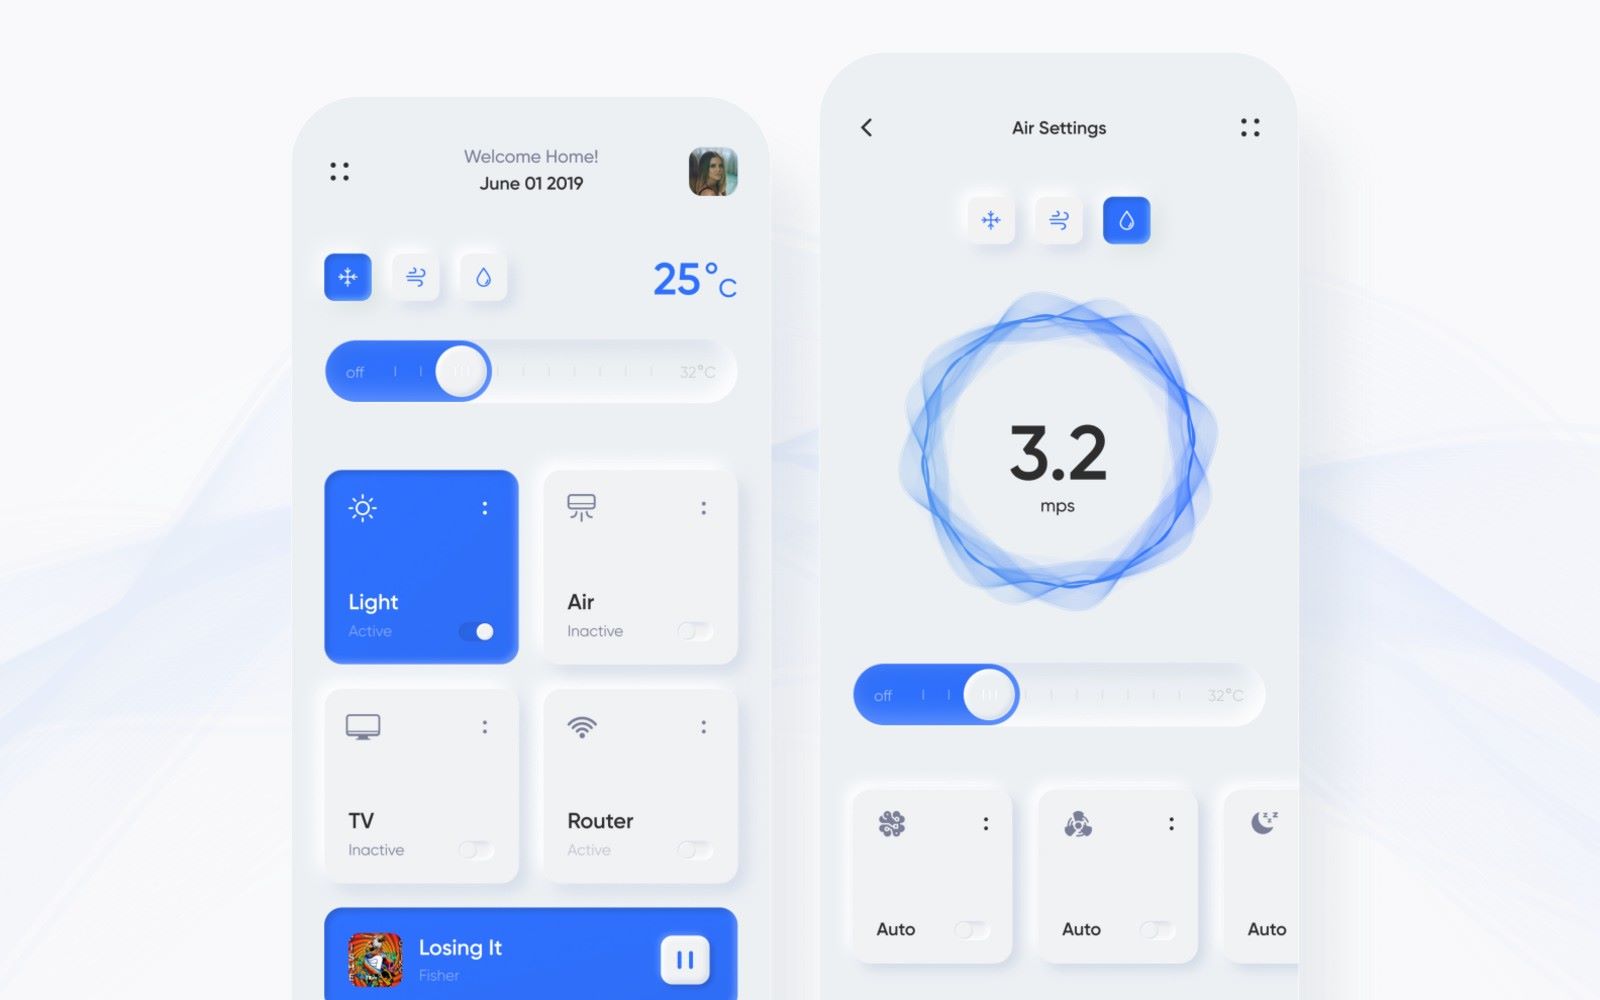 Welcome Home!
June 01 2019
25°C
off
32°C
Light
Active
Air
Inactive
TV
Inactive
Router
Active
Losing It
Fisher
Air Settings
3.2
mps
off
32°C
Auto
Auto
Auto